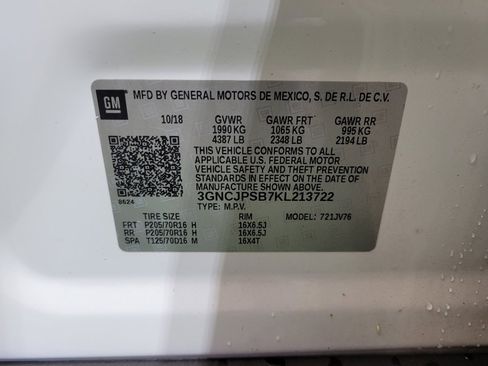 GM
MFD BY GENERAL MOTORS DE MEXICO, S. DE R.L. DE C.V.
10/18 GVWR GAWR FRT GAWR RR
1990 KG 1065 KG 995 KG
4387 LB 2348 LB 2194 LB
THIS VEHICLE CONFORMS TO ALL
APPLICABLE U.S. FEDERAL MOTOR
VEHICLE SAFETY AND THEFT PREVENTION
STANDARDS IN EFFECT ON THE DATE OF
MANUFACTURE SHOWN ABOVE.
3GNCJPSB7KL213722
8624 TYPE: M.P.V.
TIRE SIZE RIM MODEL: 721JV76
FRT P205/70R16 H 16X6.5J
RR P205/70R16 H 16X6.5J
SPA T125/70D16 M 16X4T